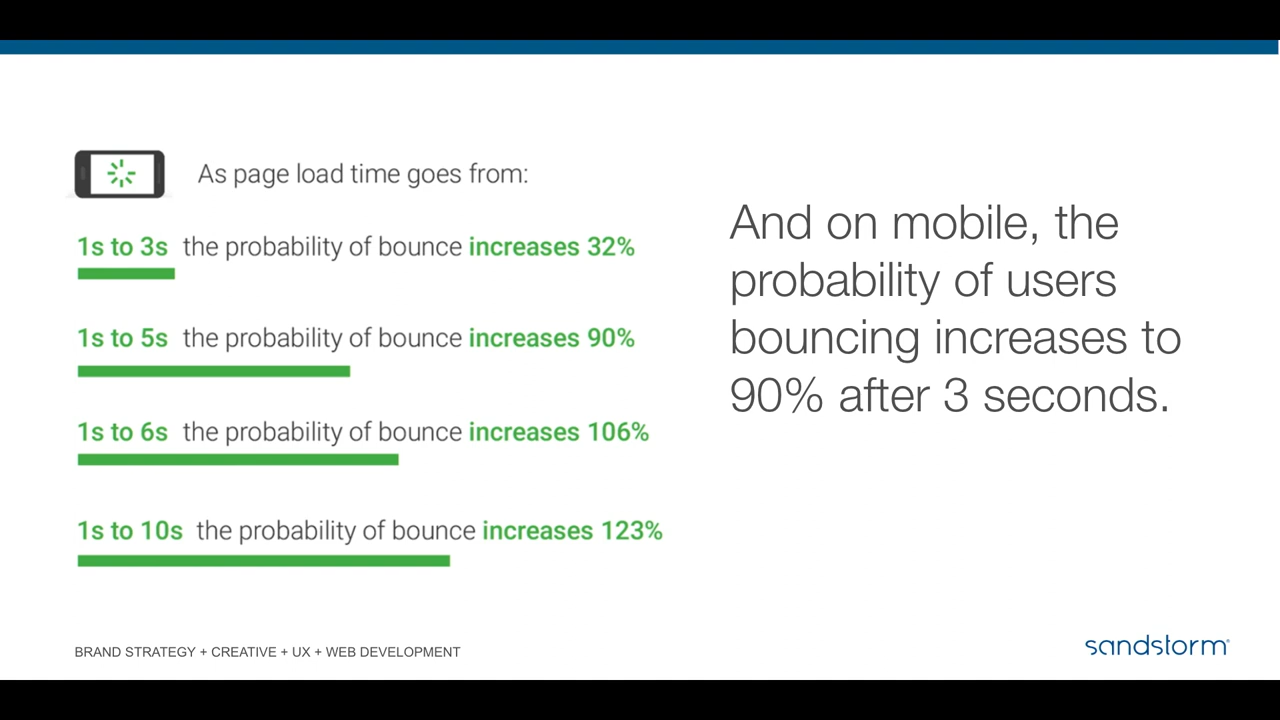 As page load time goes from:
1s to 3s the probability of bounce increases 32%
1s to 5s the probability of bounce increases 90%
1s to 6s the probability of bounce increases 106%
1s to 10s the probability of bounce increases 123%
And on mobile, the
probability of users
bouncing increases to
90% after 3 seconds.
BRAND STRATEGY + CREATIVE + UX + WEB DEVELOPMENT
sandstorm®